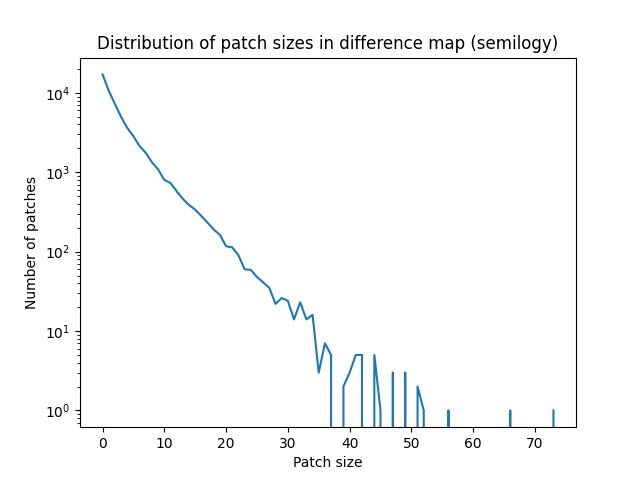 Distribution of patch sizes in difference map (semilogy)
Number of patches
10⁴
10³
10²
10¹
10⁰
0 10 20 30 40 50 60 70
Patch size